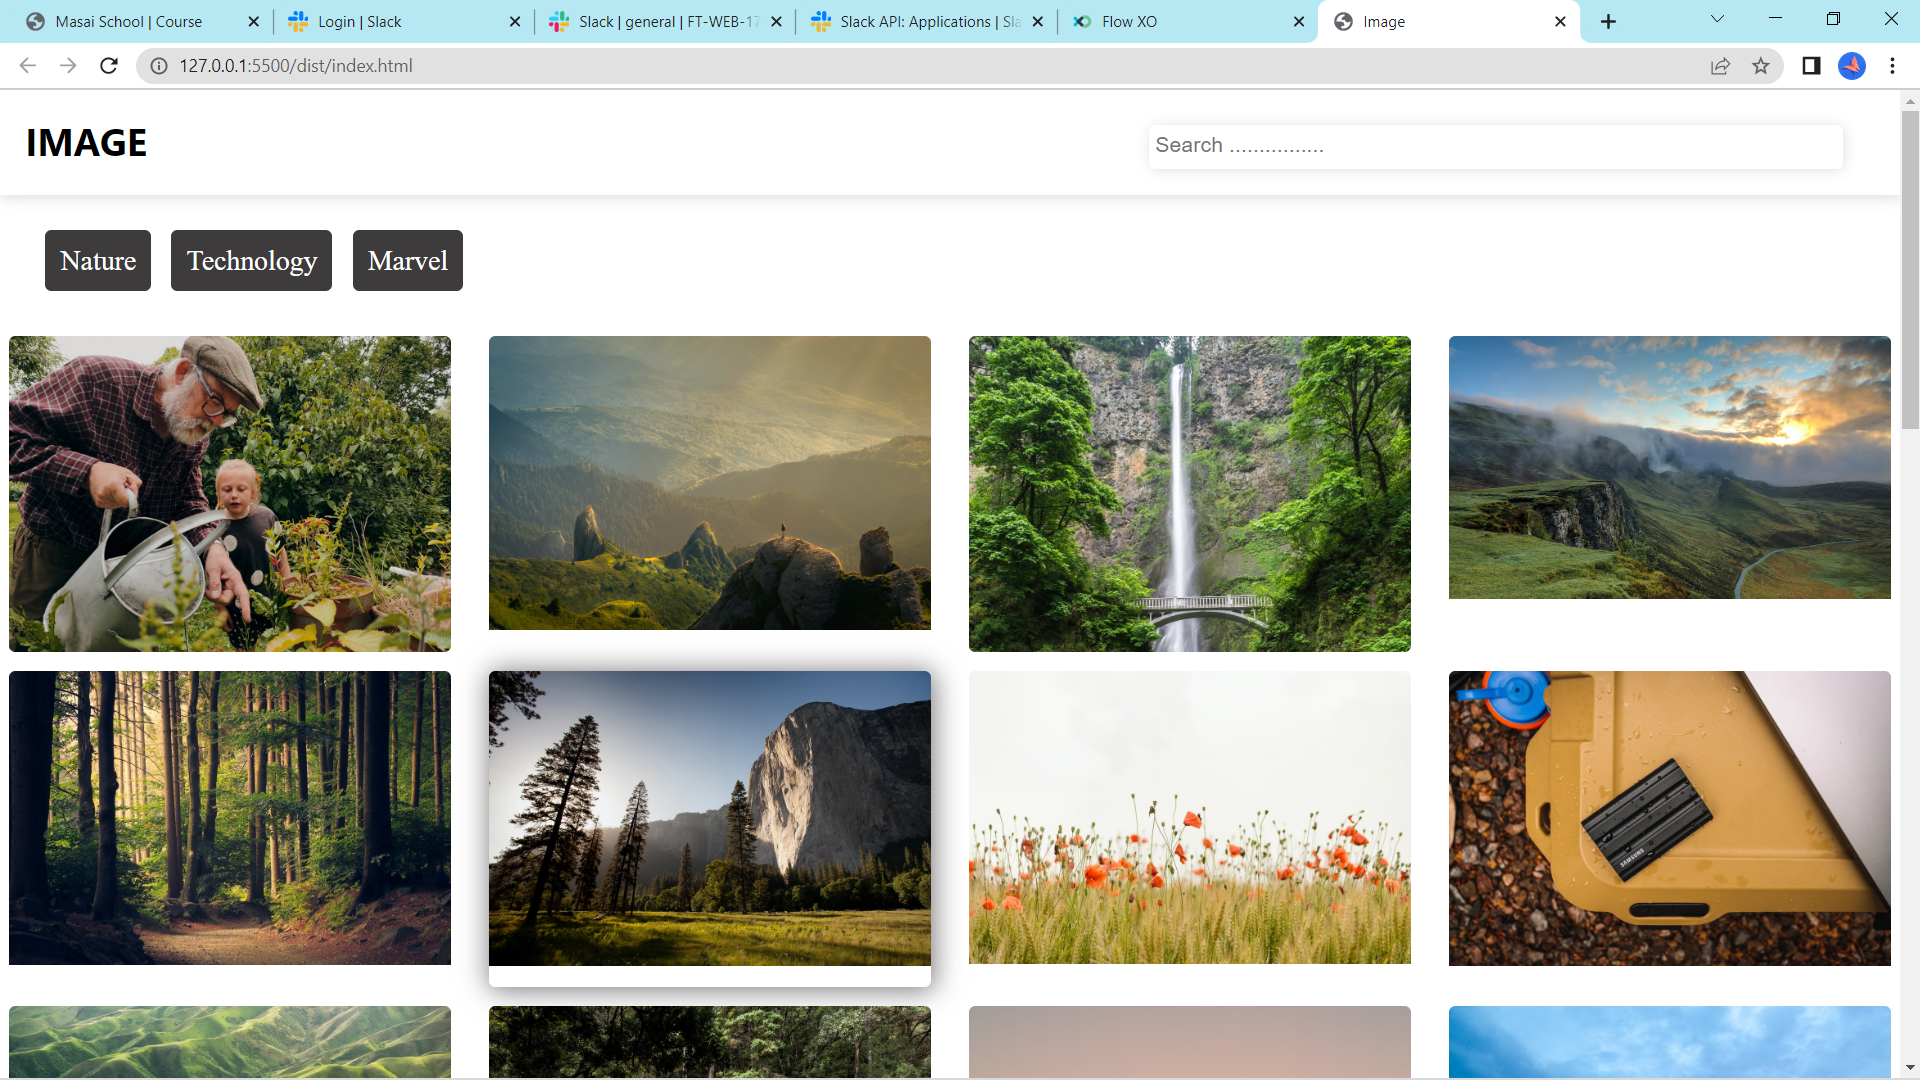 Masai School | Course
Login | Slack
Slack | general | FT-WEB-17
Slack API: Applications | Sla
Flow XO
Image
127.0.0.1:5500/dist/index.html
IMAGE
Search ................
Nature
Technology
Marvel
SAMSUNG